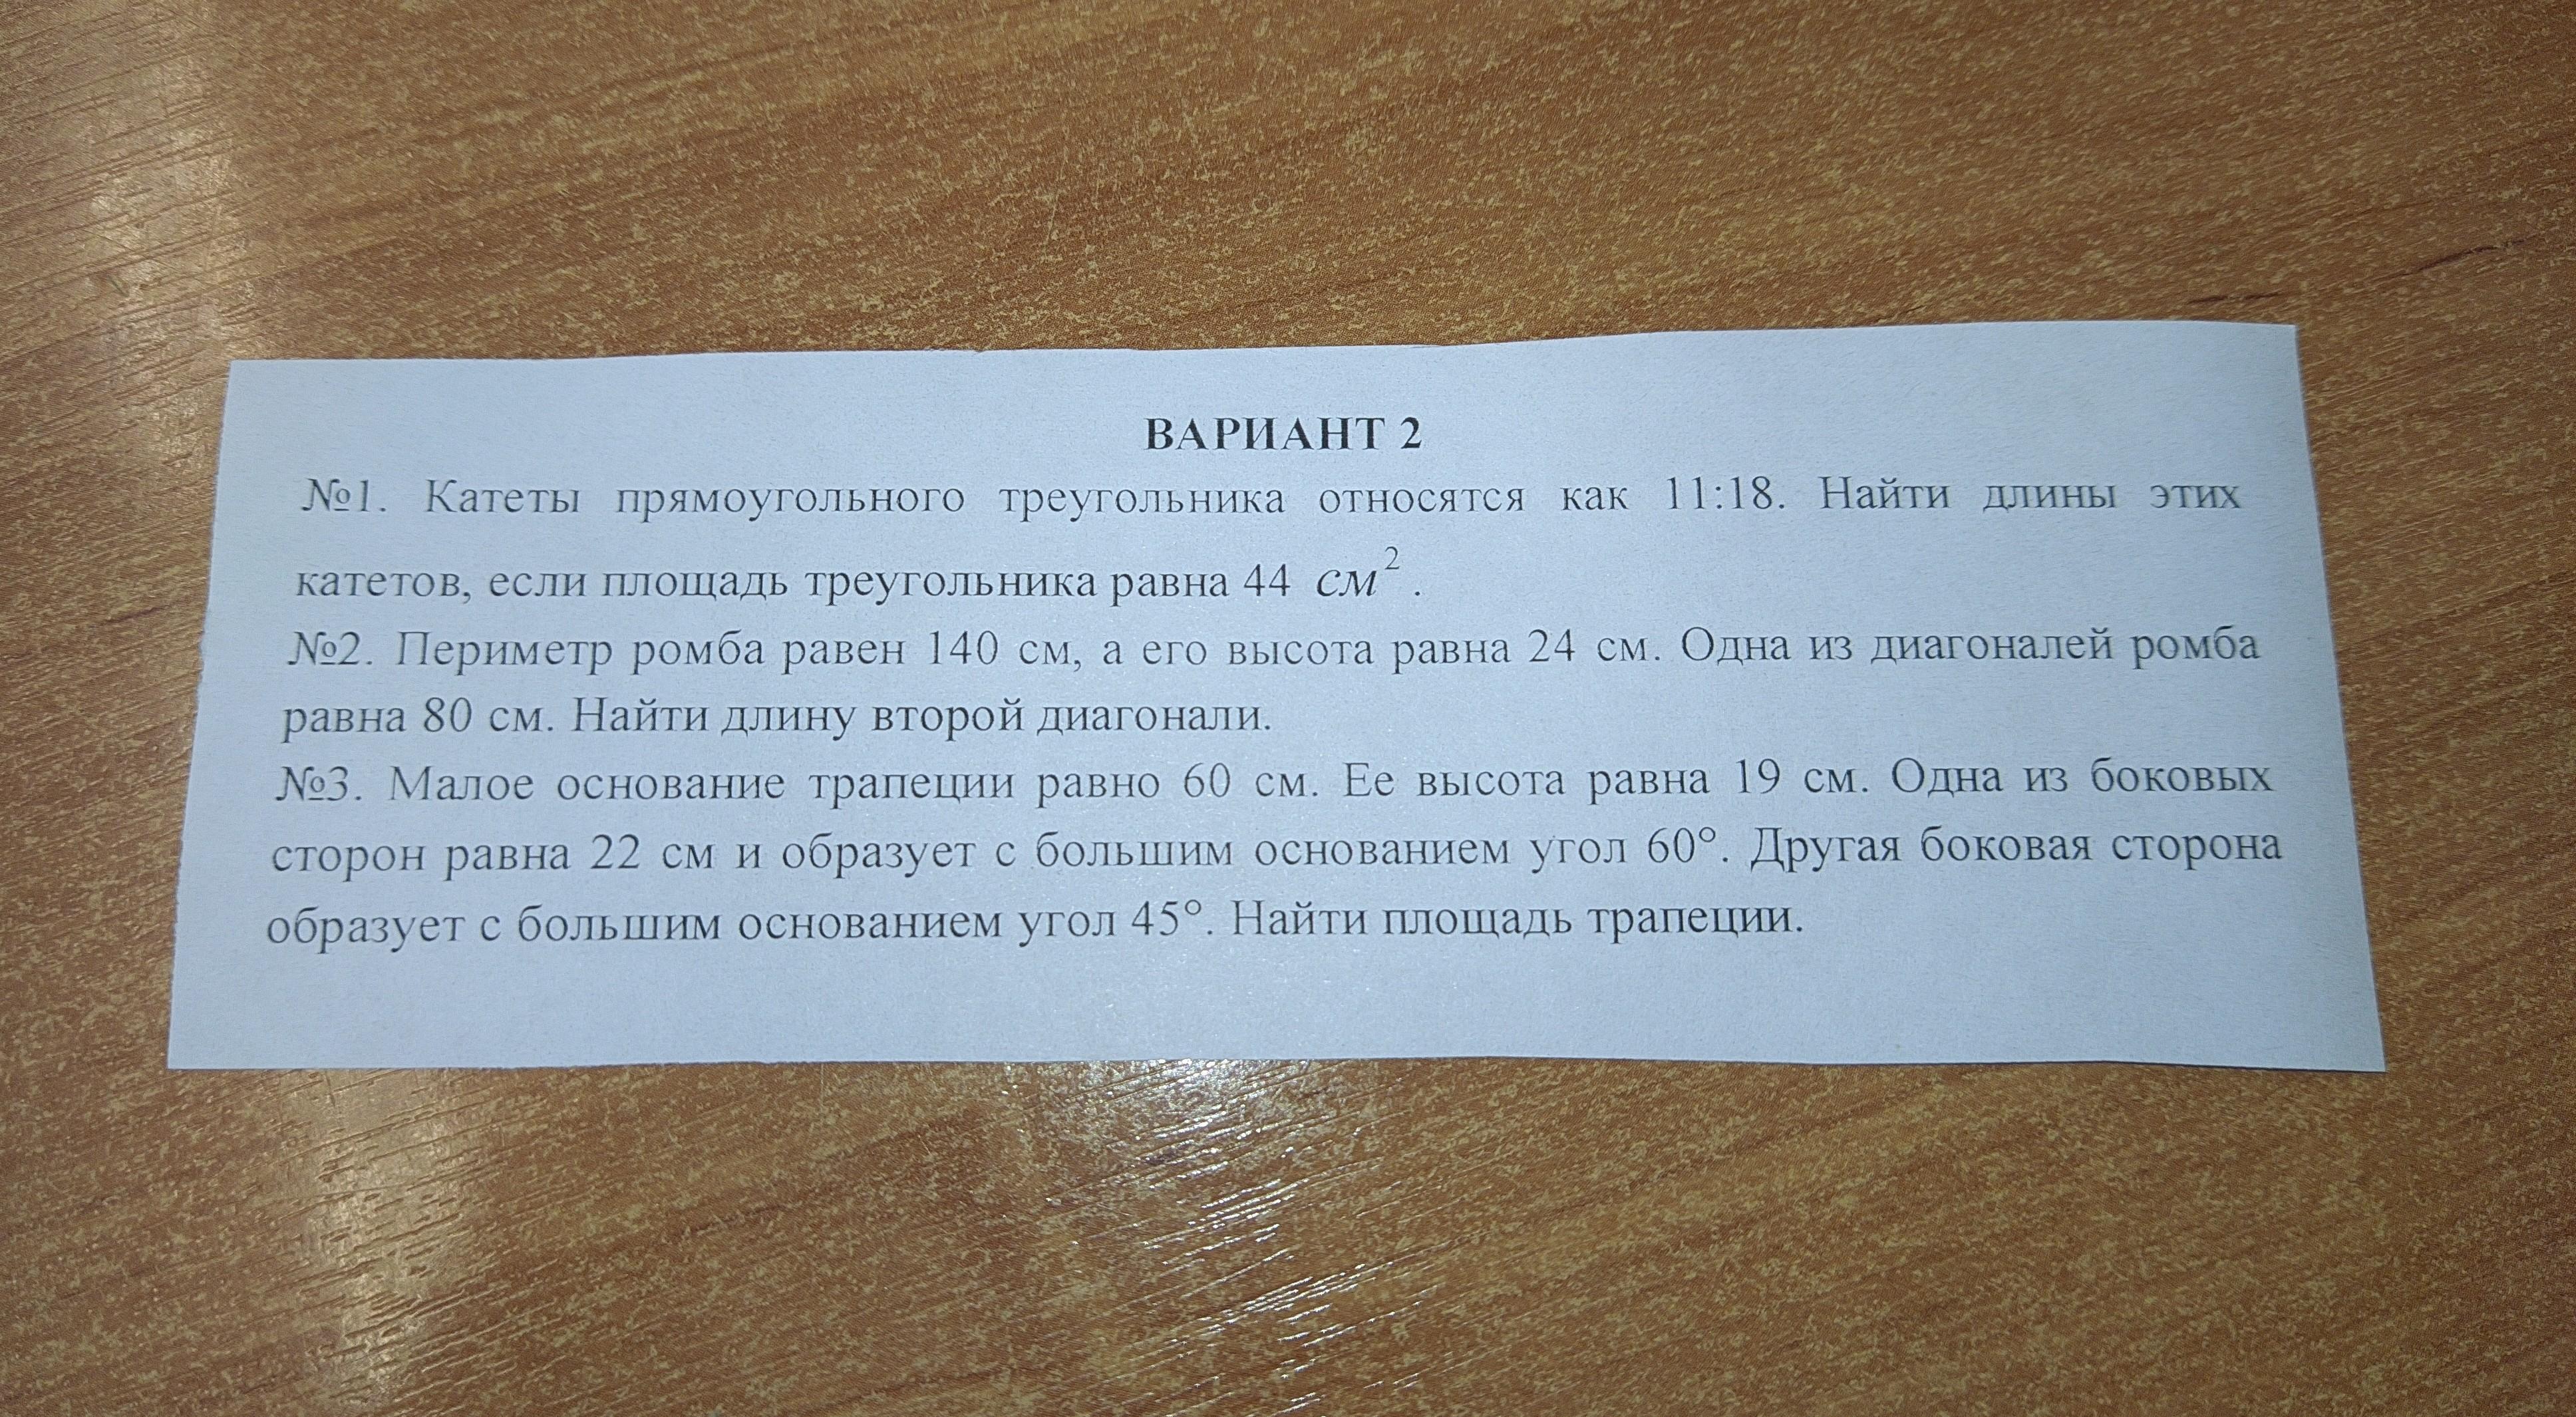 ВАРИАНТ 2
№1. Катеты прямоугольного треугольника относятся как 11:18. Найти длины этих
катетов, если площадь треугольника равна 44 см².
№2. Периметр ромба равен 140 см, а его высота равна 24 см. Одна из диагоналей ромба
равна 80 см. Найти длину второй диагонали.
№3. Малое основание трапеции равно 60 см. Ее высота равна 19 см. Одна из боковых
сторон равна 22 см и образует с большим основанием угол 60°. Другая боковая сторона
образует с большим основанием угол 45°. Найти площадь трапеции.